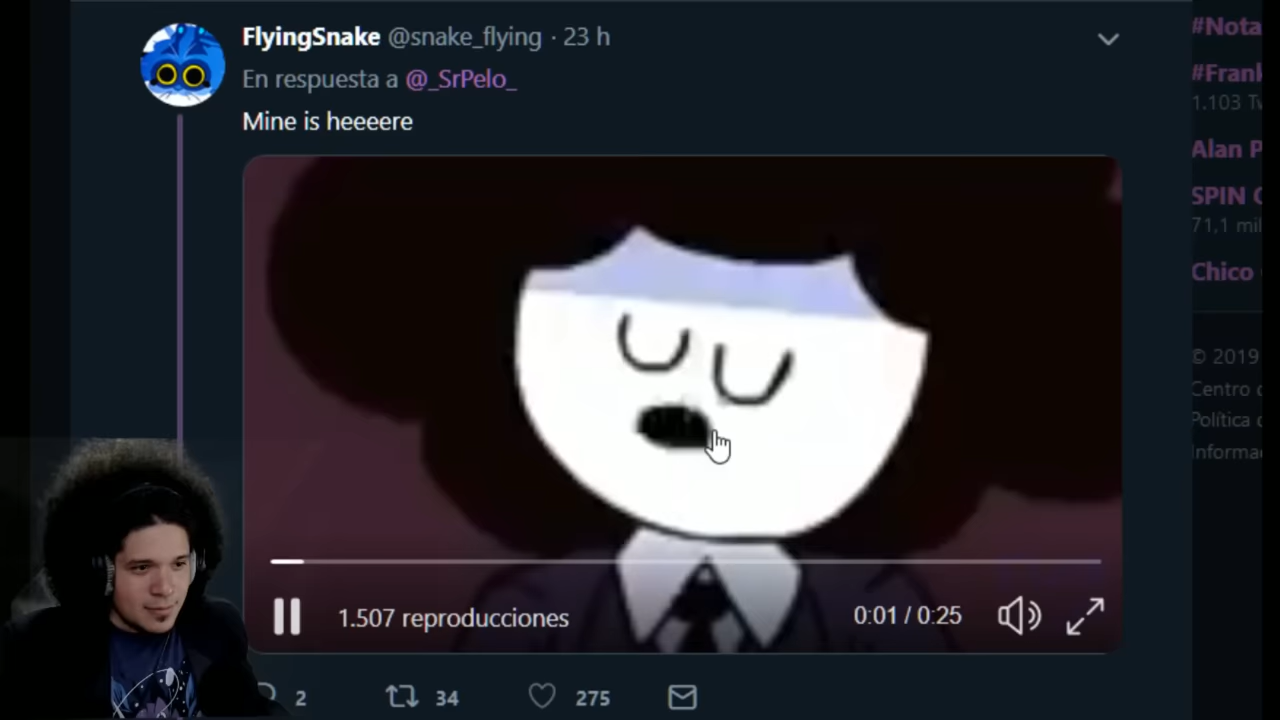 FlyingSnake @snake_flying · 23 h
En respuesta a @_SrPelo_
Mine is heeeere
1.507 reproducciones
0:01 / 0:25
2
34
275
#Nota
#Frank
1.103 Tw
Alan P
SPIN
71,1 mil
Chico
© 2019
Centro
Política
Informa